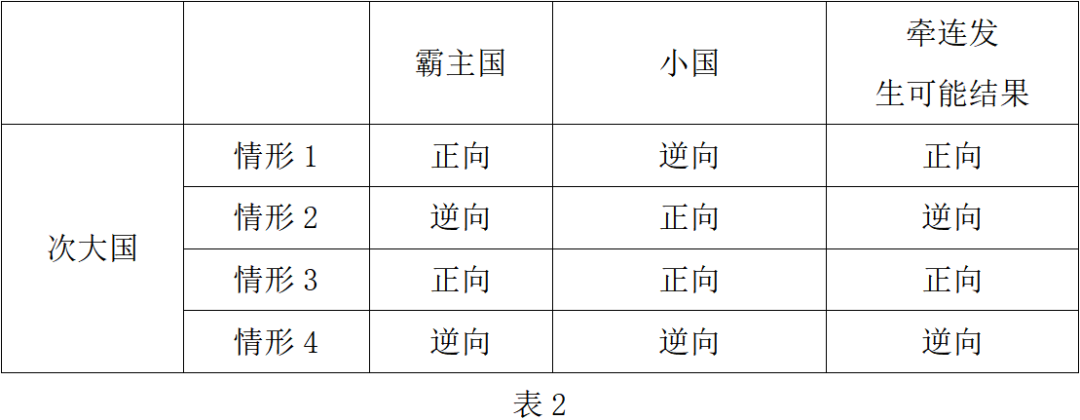 霸主国 小国 牵连发
生可能结果
次大国 情形1 正向 逆向 正向
情形2 逆向 正向 逆向
情形3 正向 正向 正向
情形4 逆向 逆向 逆向
表2